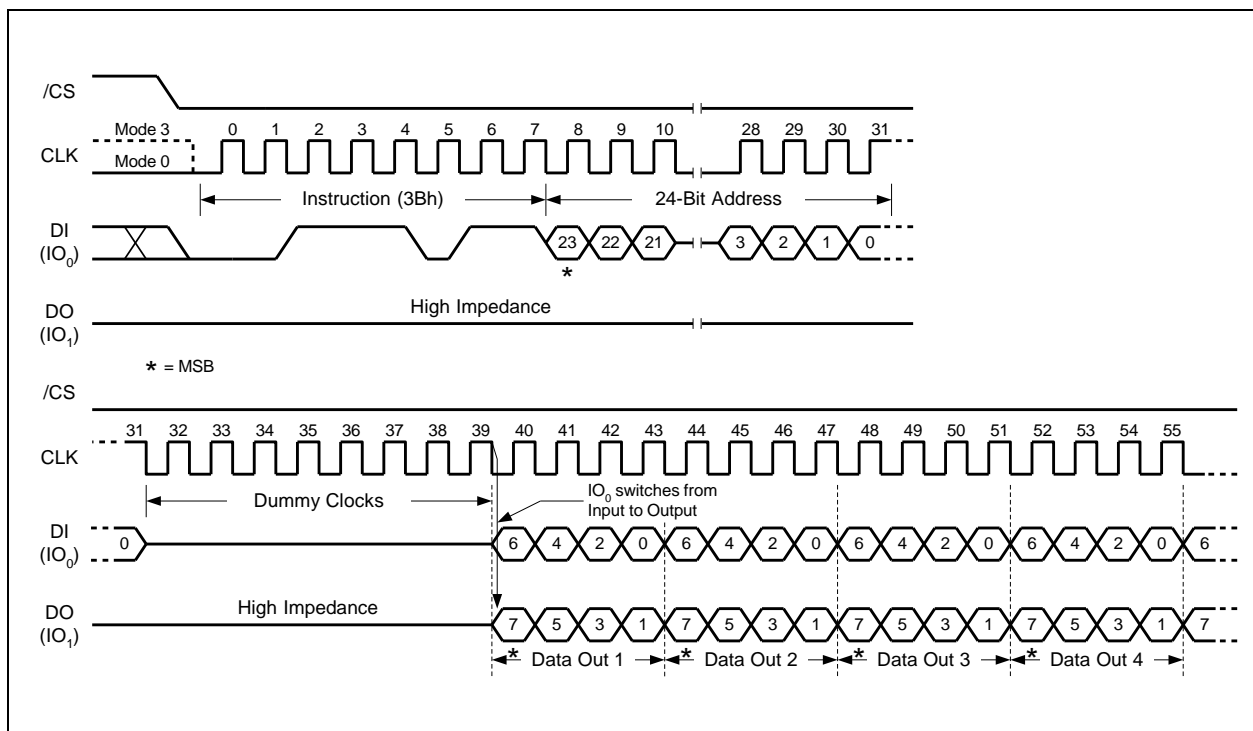 /CS
Mode 3
0 1 2 3 4 5 6 7 8 9 10 28 29 30 31
CLK
Mode 0
Instruction (3Bh) 24-Bit Address
DI
(IO0)
23 22 21 3 2 1 0
*
High Impedance
DO
(IO1)
* = MSB
/CS
31 32 33 34 35 36 37 38 39 40 41 42 43 44 45 46 47 48 49 50 51 52 53 54 55
CLK
Dummy Clocks
IO0 switches from
Input to Output
DI
(IO0)
0 6 4 2 0 6 4 2 0 6 4 2 0 6 4 2 0 6
High Impedance
DO
(IO1)
7 5 3 1 7 5 3 1 7 5 3 1 7 5 3 1 7
* Data Out 1 * Data Out 2 * Data Out 3 * Data Out 4